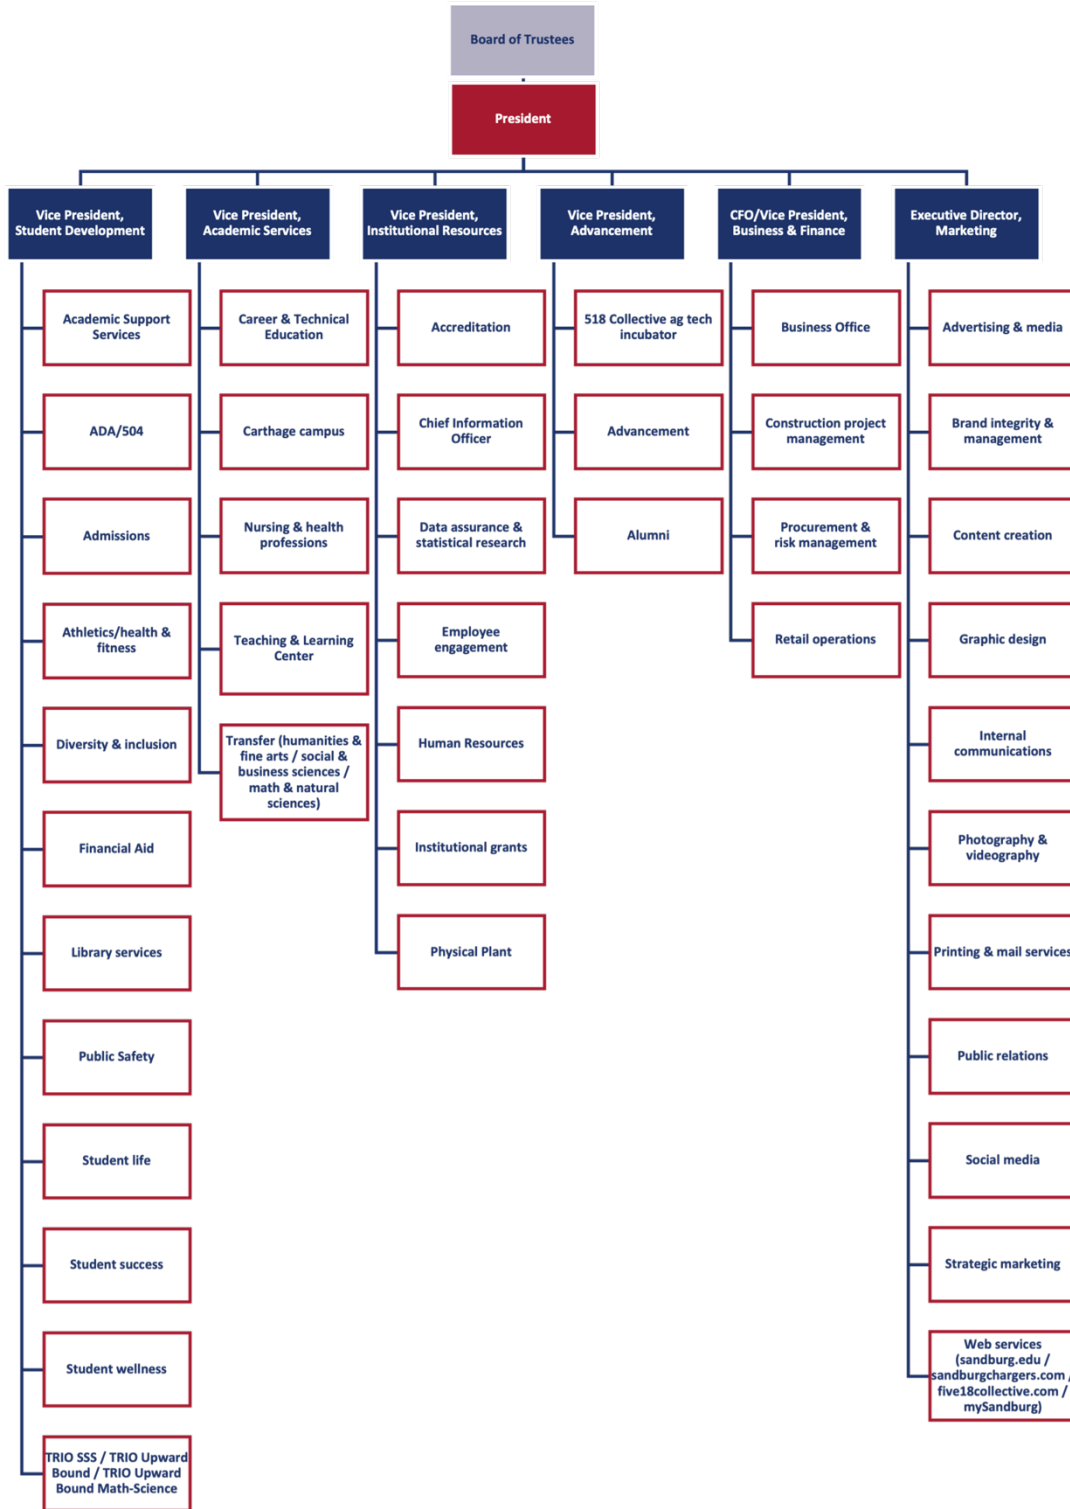 Board of Trustees
President
Vice President,
Student Development
Vice President,
Academic Services
Vice President,
Institutional Resources
Vice President,
Advancement
CFO/Vice President,
Business & Finance
Executive Director,
Marketing
Academic Support
Services
ADA/504
Admissions
Athletics/health &
fitness
Diversity & inclusion
Financial Aid
Library services
Public Safety
Student life
Student success
Student wellness
TRIO SSS / TRIO Upward
Bound / TRIO Upward
Bound Math-Science
Career & Technical
Education
Carthage campus
Nursing & health
professions
Teaching & Learning
Center
Transfer (humanities &
fine arts / social &
business sciences /
math & natural
sciences)
Accreditation
Chief Information
Officer
Data assurance &
statistical research
Employee
engagement
Human Resources
Institutional grants
Physical Plant
518 Collective ag tech
incubator
Advancement
Alumni
Business Office
Construction project
management
Procurement &
risk management
Retail operations
Advertising & media
Brand integrity &
management
Content creation
Graphic design
Internal
communications
Photography &
videography
Printing & mail services
Public relations
Social media
Strategic marketing
Web services
(sandburg.edu /
sandburgchargers.com /
five18collective.com /
mySandburg)